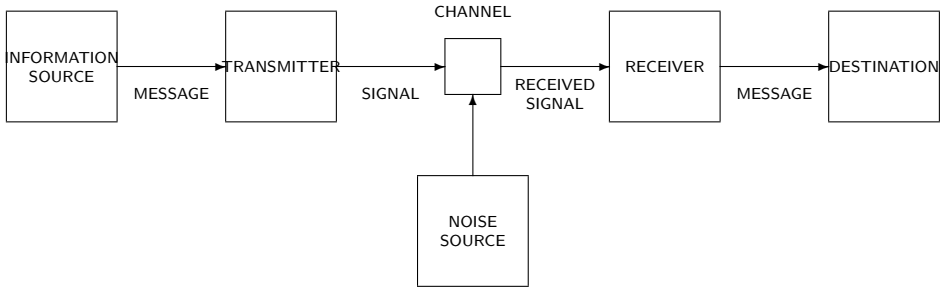 CHANNEL
INFORMATION
SOURCE
TRANSMITTER
RECEIVER
DESTINATION
MESSAGE
SIGNAL
RECEIVED
SIGNAL
MESSAGE
NOISE
SOURCE